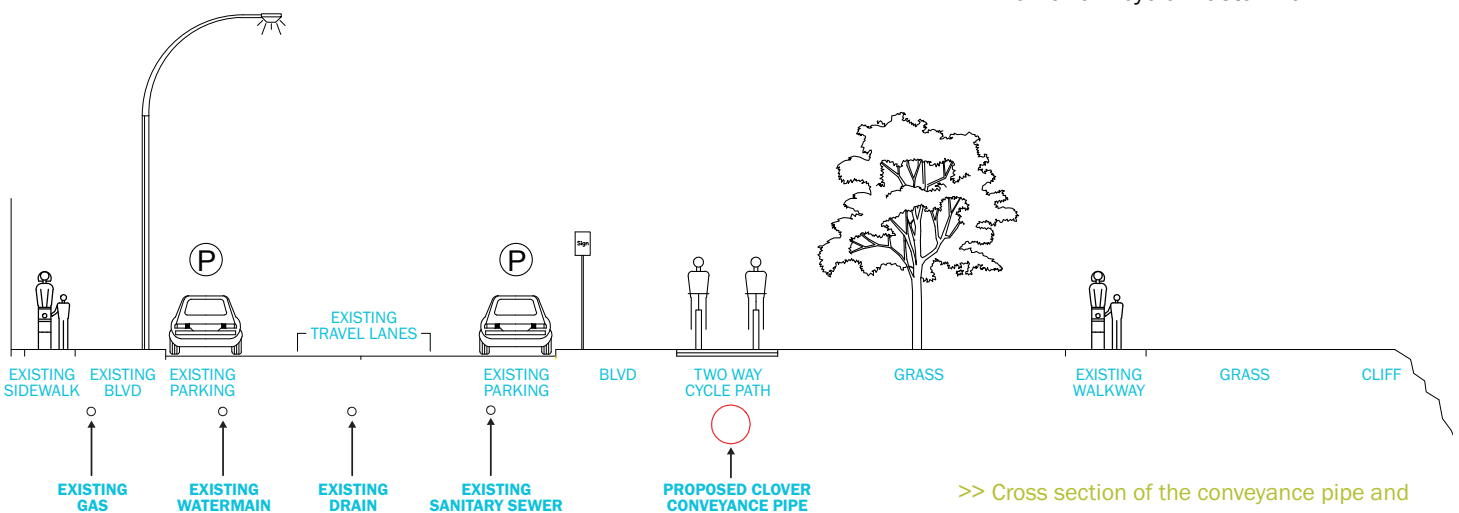 P
P
Sign
EXISTING
TRAVEL LANES
EXISTING
SIDEWALK
EXISTING
BLVD
EXISTING
PARKING
EXISTING
PARKING
BLVD
TWO WAY
CYCLE PATH
GRASS
EXISTING
WALKWAY
GRASS
CLIFF
EXISTING
GAS
EXISTING
WATERMAIN
EXISTING
DRAIN
EXISTING
SANITARY SEWER
PROPOSED CLOVER
CONVEYANCE PIPE
>> Cross section of the conveyance pipe and